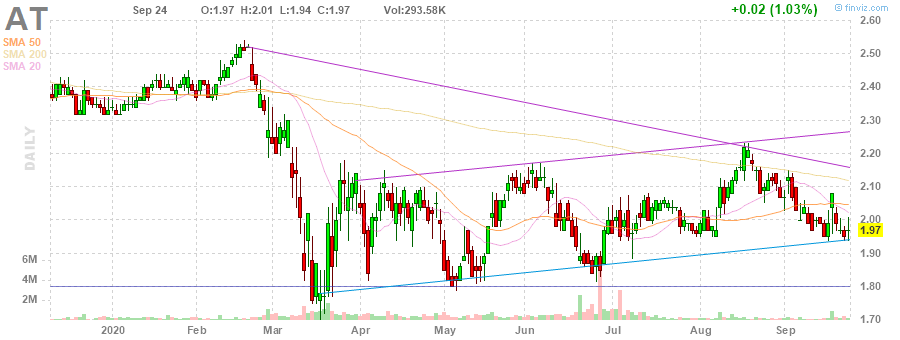 AT
Sep 24 O:1.97 H:2.01 L:1.94 C:1.97 Vol:293.58K
+0.02 (1.03%)
© finviz.com
SMA 50
SMA 200
SMA 20
DAILY
2.60
2.50
2.40
2.30
2.20
2.10
2.00
1.97
1.90
1.80
1.70
6M
4M
2M
2020 Feb Mar Apr May Jun Jul Aug Sep